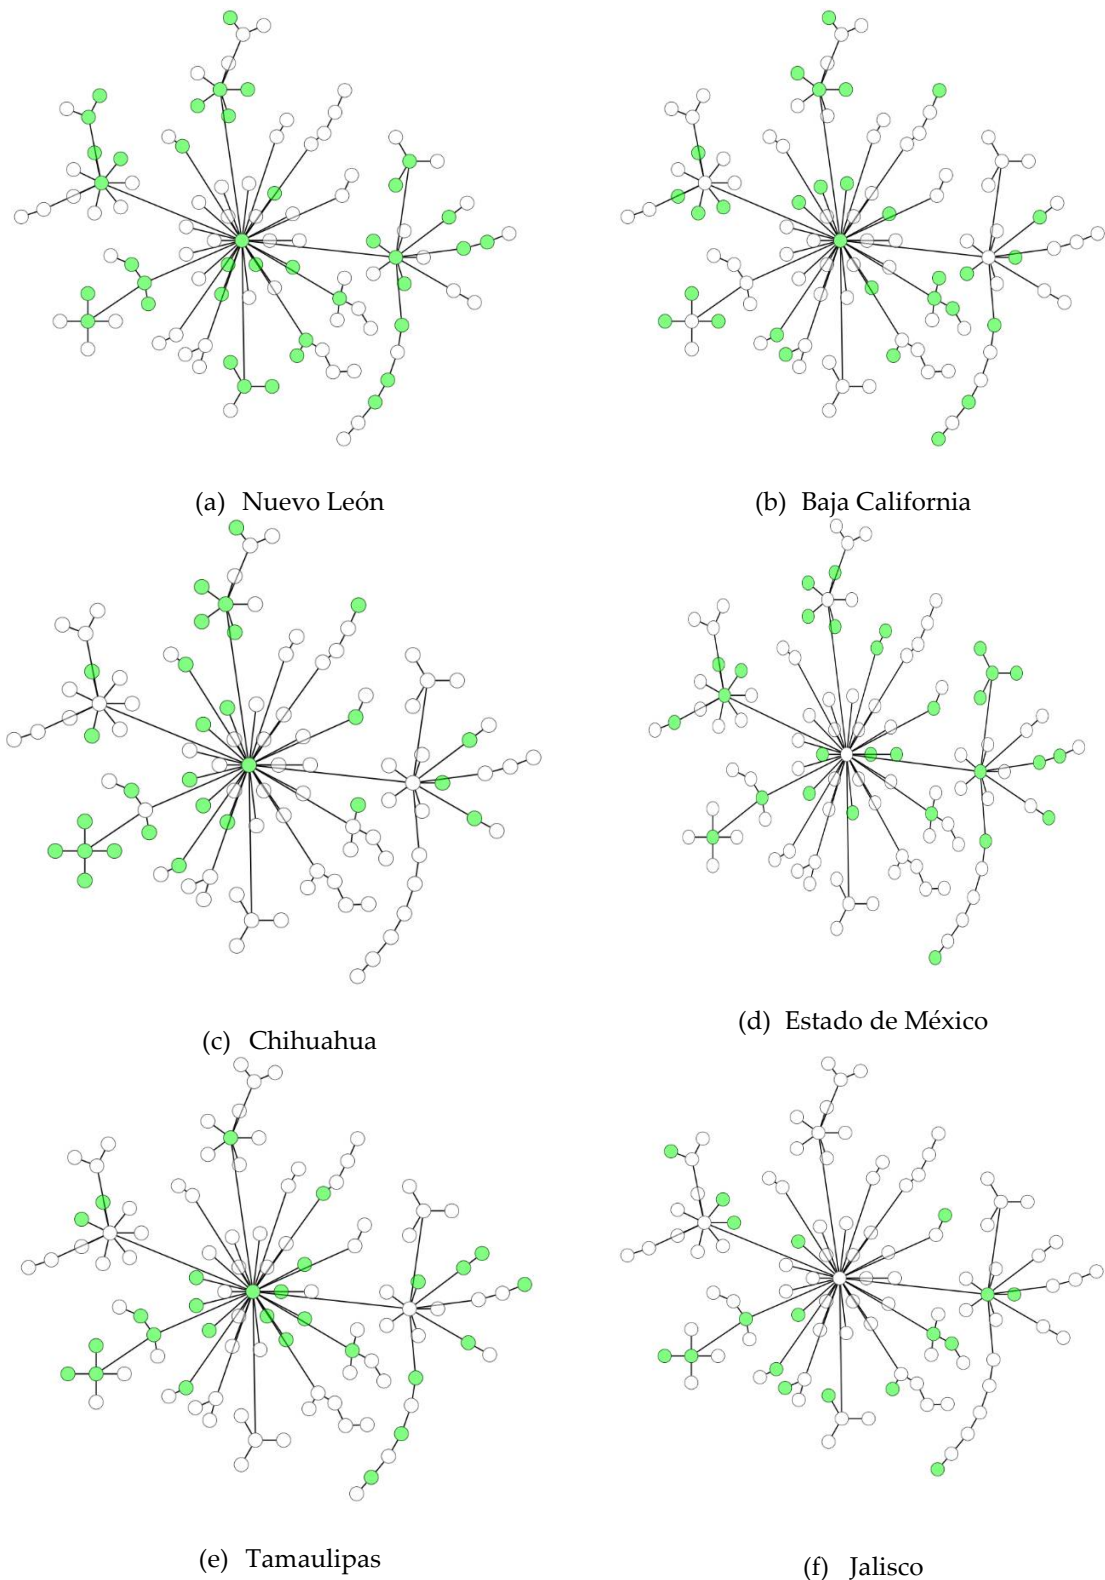 (a) Nuevo León
(b) Baja California
(c) Chihuahua
(d) Estado de México
(e) Tamaulipas
(f) Jalisco